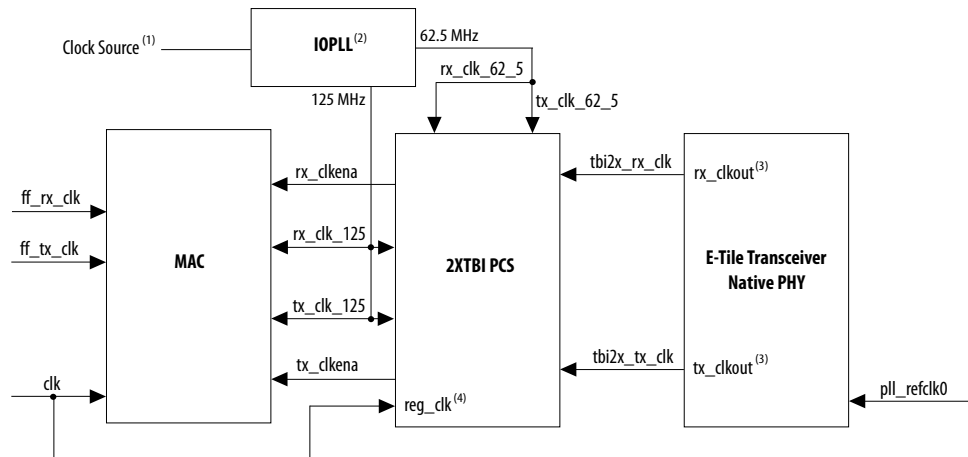 Clock Source (1)
IOPLL(2)
62.5 MHz
rx_clk_62_5
125 MHz
tx_clk_62_5
rx_clkena
tbi2x_rx_clk
rx_clkout(3)
ff_rx_clk
rx_clk_125
ff_tx_clk
MAC
2XTBI PCS
E-Tile Transceiver
Native PHY
tx_clk_125
tbi2x_tx_clk
tx_clkout(3)
tx_clkena
clk
reg_clk(4)
pll_refclk0